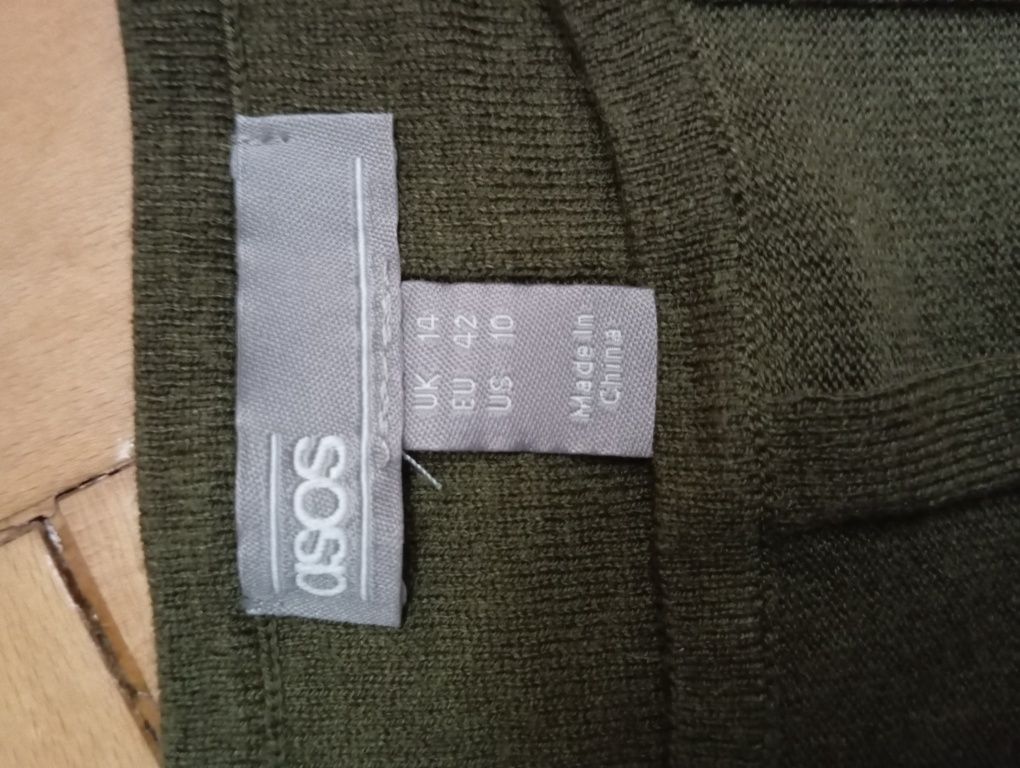 asos
UK 14
EU 42
US 10
Made In
China